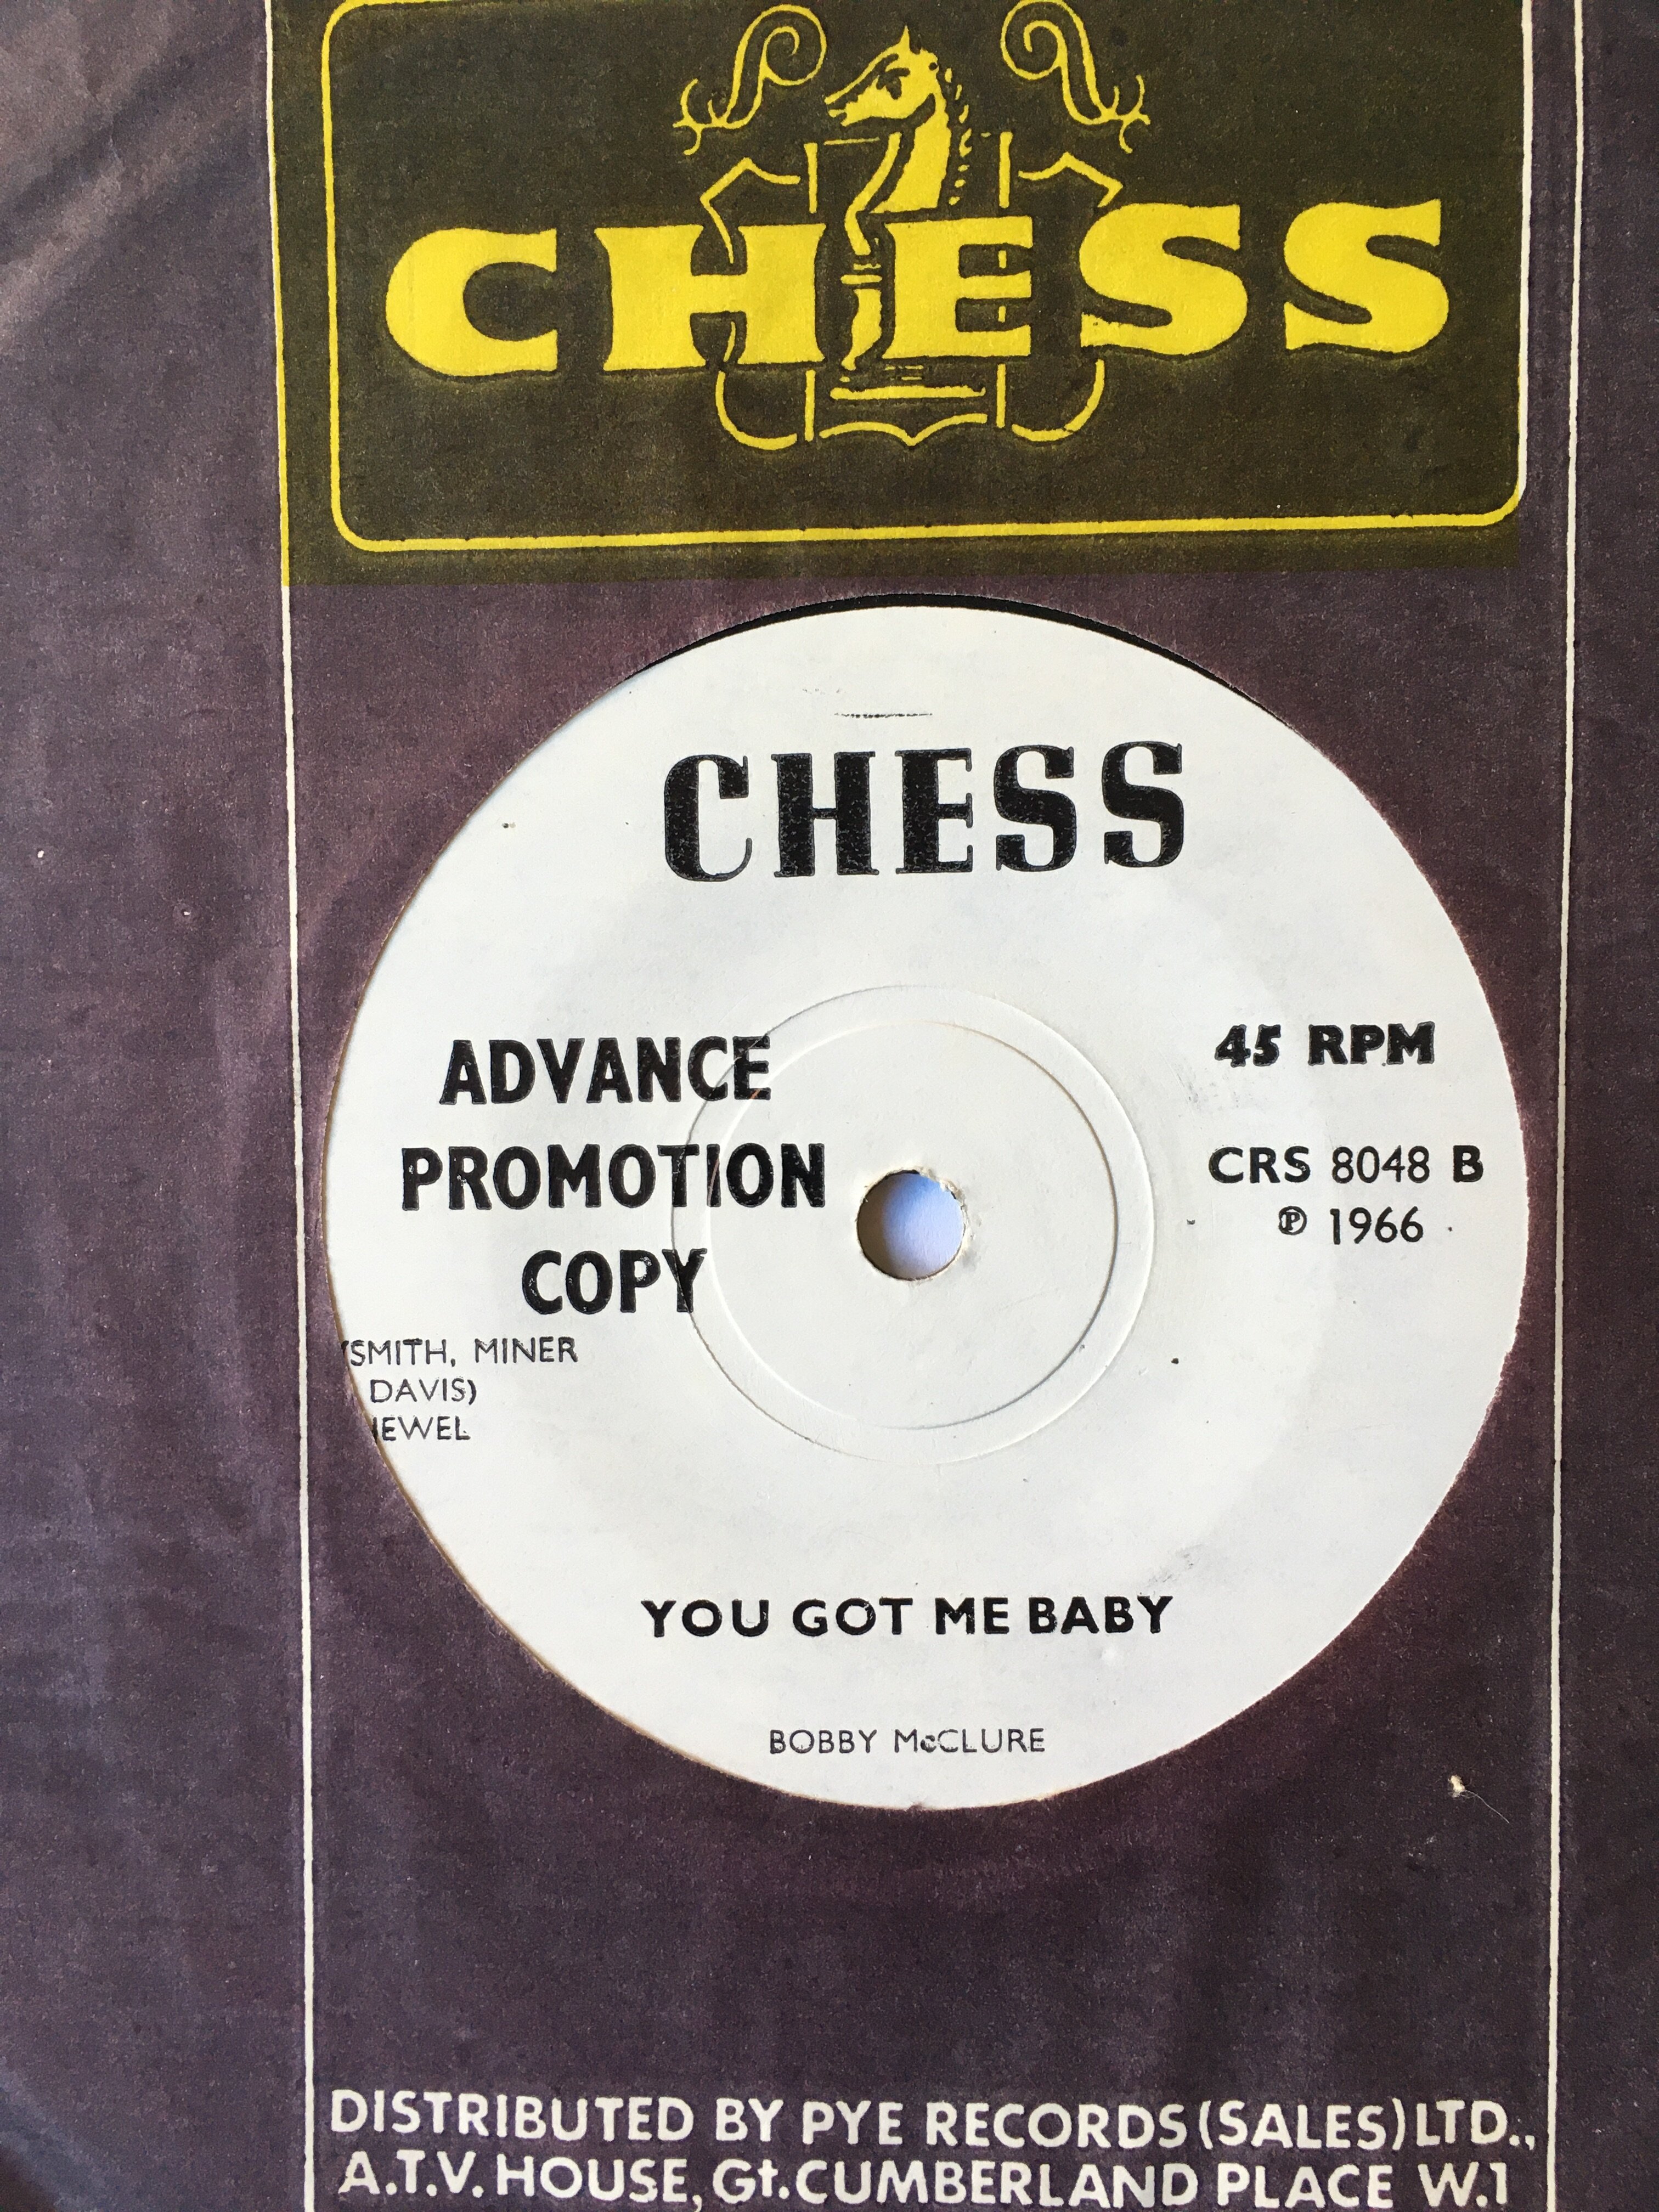 CHESS
CHESS
ADVANCE
PROMOTION
COPY
45 RPM
CRS 8048 B
℗ 1966
(SMITH, MINER
DAVIS)
YOU GOT ME BABY
BOBBY McCLURE
DISTRIBUTED BY PYE RECORDS (SALES) LTD.,
A.T.V. HOUSE, Gt. CUMBERLAND PLACE W.1